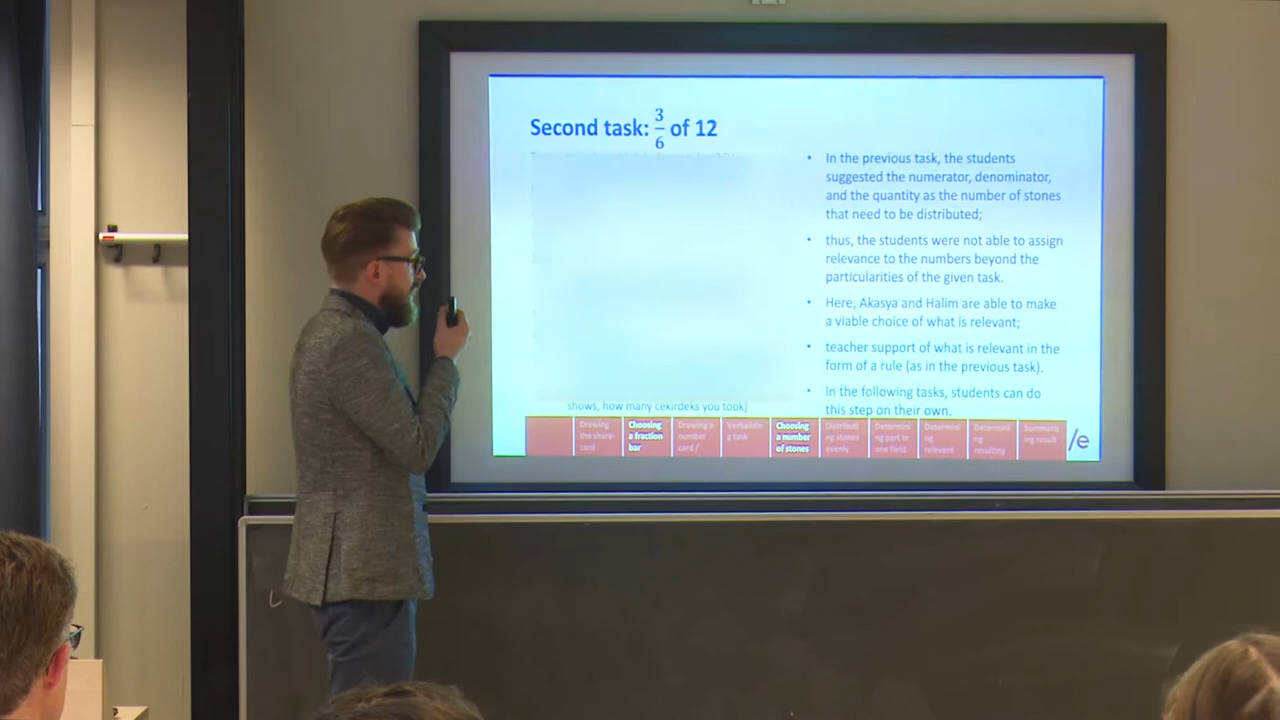 Second task: 3/6 of 12
• In the previous task, the students
suggested the numerator, denominator,
and the quantity as the number of stones
that need to be distributed;
• thus, the students were not able to assign
relevance to the numbers beyond the
particularities of the given task.
• Here, Akasya and Halim are able to make
a viable choice of what is relevant;
• teacher support of what is relevant in the
form of a rule (as in the previous task).
• In the following tasks, students can do
this step on their own.
shows, how many cekirdeks you took]
Drawing
the share-
card
Choosing
a fraction
bar
Drawing a
number
card /
Verbalisin
g task
Choosing
a number
of stones
Distributi
ng stones
evenly
Determini
ng part in
one field
Determini
ng
relevant
Determini
ng
resulting
Summaris
ing result
/e